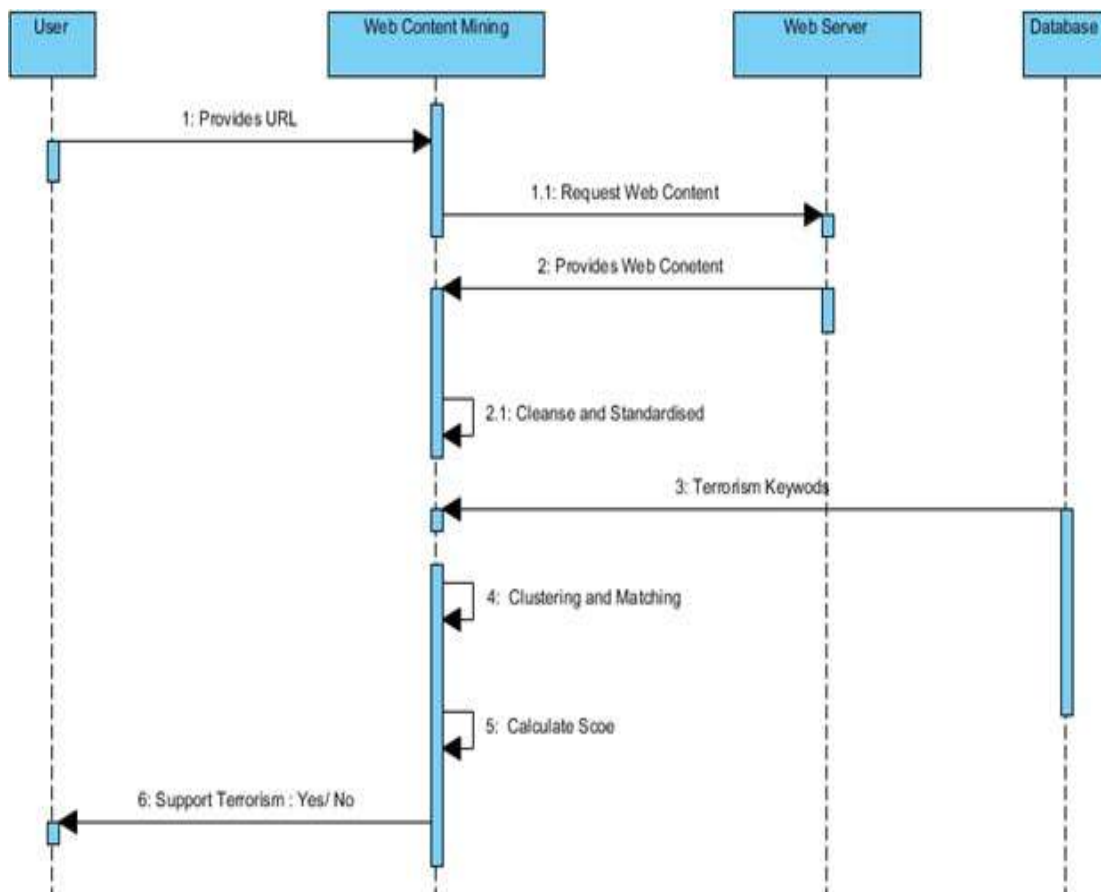 User
Web Content Mining
Web Server
Database
1: Provides URL
1.1: Request Web Content
2: Provides Web Conetent
2.1: Cleanse and Standardised
3: Terrorism Keywods
4: Clustering and Matching
5: Calculate Scoe
6: Support Terrorism : Yes/ No